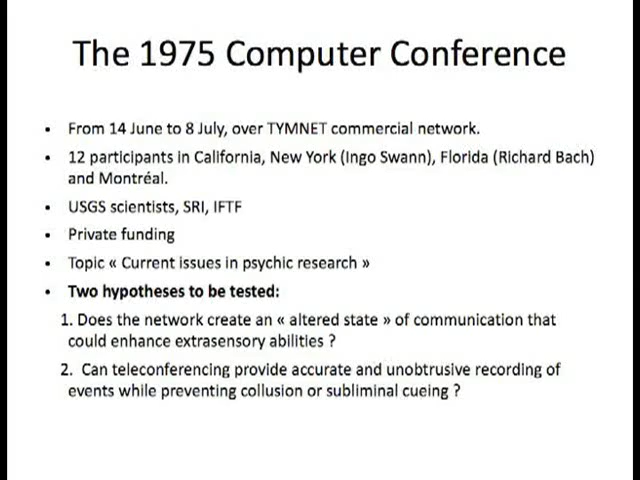 The 1975 Computer Conference
• From 14 June to 8 July, over TYMNET commercial network.
• 12 participants in California, New York (Ingo Swann), Florida (Richard Bach)
and Montréal.
• USGS scientists, SRI, IFTF
• Private funding
• Topic « Current issues in psychic research »
• Two hypotheses to be tested:
1. Does the network create an « altered state » of communication that
could enhance extrasensory abilities ?
2. Can teleconferencing provide accurate and unobtrusive recording of
events while preventing collusion or subliminal cueing ?